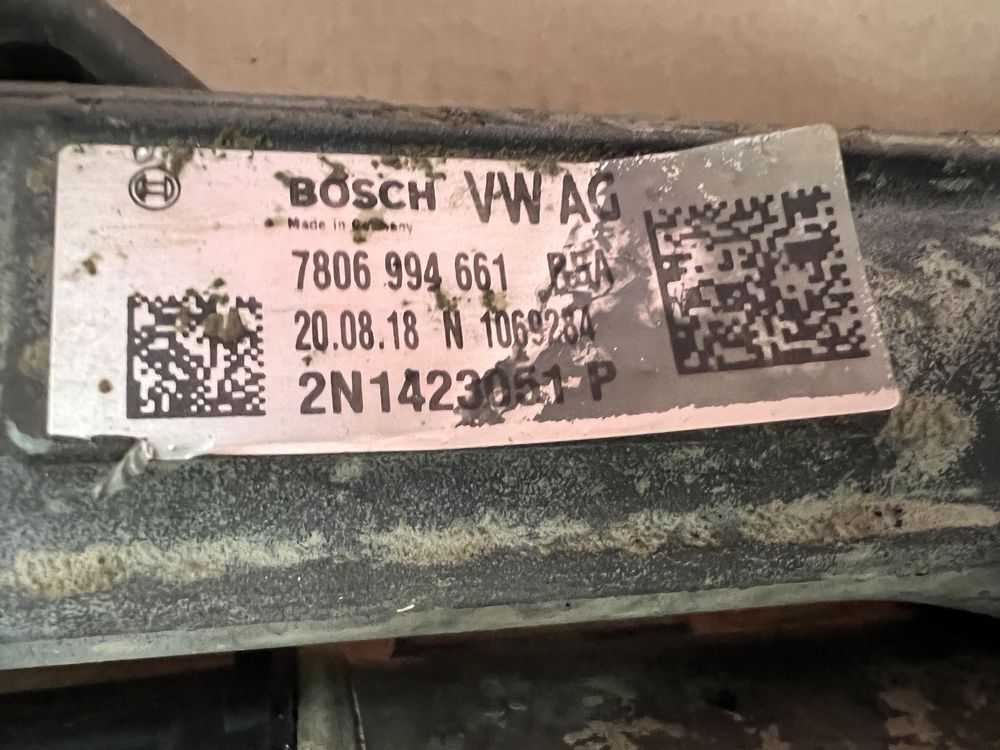 BOSCH VW AG
Made in Germany
7806 994 661
20.08.18 N 1069284
2N1423051 P